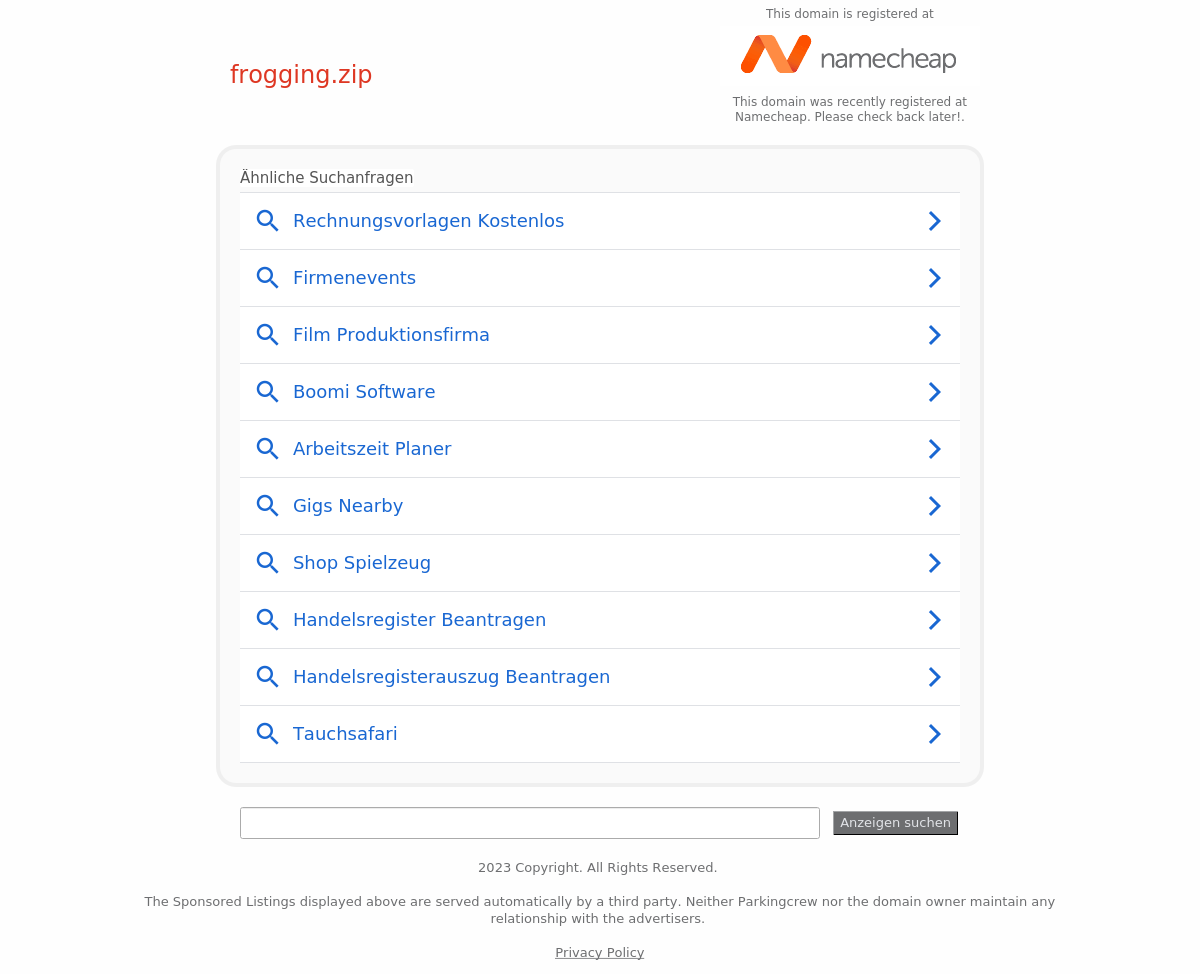 This domain is registered at
namecheap
frogging.zip
This domain was recently registered at
Namecheap. Please check back later!.
Ähnliche Suchanfragen
Rechnungsvorlagen Kostenlos
Firmenevents
Film Produktionsfirma
Boomi Software
Arbeitszeit Planer
Gigs Nearby
Shop Spielzeug
Handelsregister Beantragen
Handelsregisterauszug Beantragen
Tauchsafari
Anzeigen suchen
2023 Copyright. All Rights Reserved.
The Sponsored Listings displayed above are served automatically by a third party. Neither Parkingcrew nor the domain owner maintain any
relationship with the advertisers.
Privacy Policy